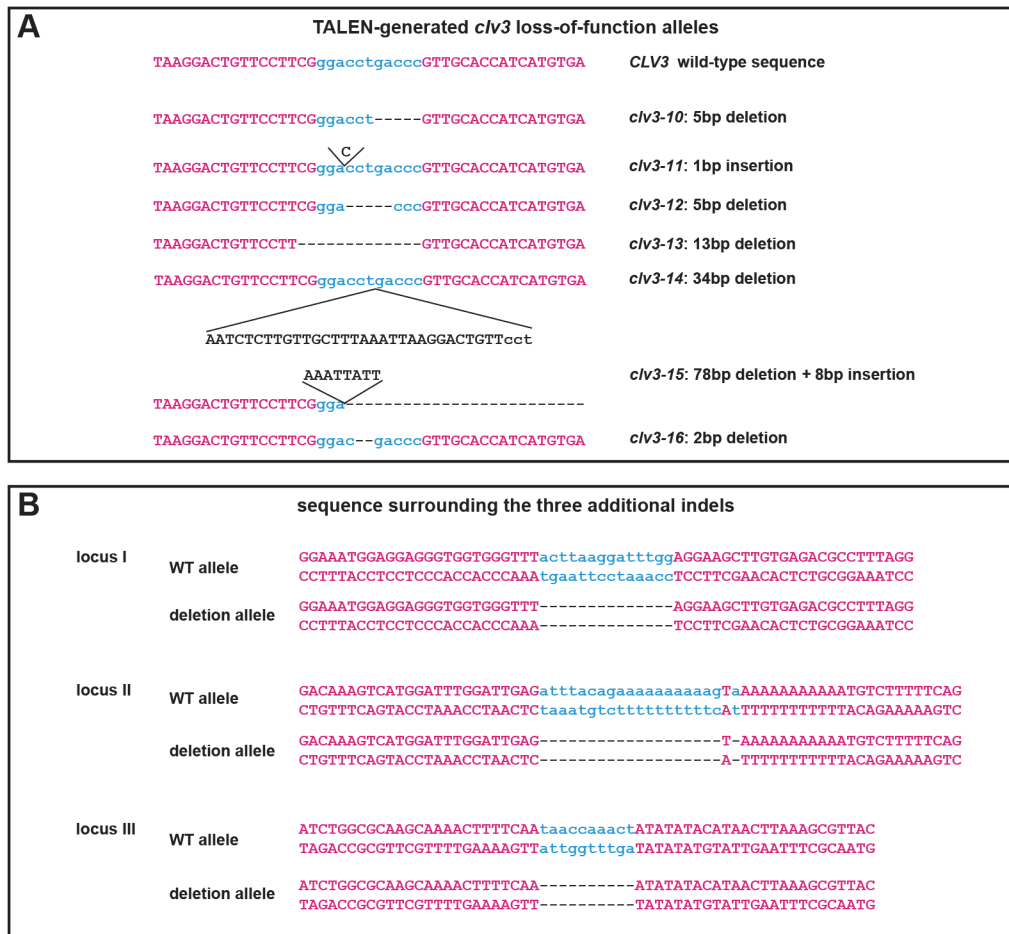 A
TALEN-generated clv3 loss-of-function alleles
TAAGGACTGTTCCTTCGggacctgacccGTTGCACCATCATGTGA CLV3 wild-type sequence
TAAGGACTGTTCCTTCGggacct-----GTTGCACCATCATGTGA clv3-10: 5bp deletion
C
TAAGGACTGTTCCTTCGggacctgacccGTTGCACCATCATGTGA clv3-11: 1bp insertion
TAAGGACTGTTCCTTCGgga-----cccGTTGCACCATCATGTGA clv3-12: 5bp deletion
TAAGGACTGTTCCTT-------------GTTGCACCATCATGTGA clv3-13: 13bp deletion
TAAGGACTGTTCCTTCGggacctgacccGTTGCACCATCATGTGA clv3-14: 34bp deletion
AATCTCTTGTTGCTTTAAATTAAGGACTGTTcct
AAATTATT clv3-15: 78bp deletion + 8bp insertion
TAAGGACTGTTCCTTCGgga-------------------------
TAAGGACTGTTCCTTCGggac--gacccGTTGCACCATCATGTGA clv3-16: 2bp deletion
B
sequence surrounding the three additional indels
locus I
WT allele
GGAAATGGAGGAGGGTGGTGGGTTTacttaaggatttggAGGAAGCTTGTGAGACGCCTTTAGG
CCTTTACCTCCTCCCACCACCCAAAtgaattcctaaaccTCCTTCGAACACTCTGCGGAAATCC
deletion allele
GGAAATGGAGGAGGGTGGTGGGTTT--------------AGGAAGCTTGTGAGACGCCTTTAGG
CCTTTACCTCCTCCCACCACCCAAA--------------TCCTTCGAACACTCTGCGGAAATCC
locus II
WT allele
GACAAAGTCATGGATTTGGATTGAGatttacagaaaaaaaaaagTaAAAAAAAAAAATGTCTTTTTCAG
CTGTTTCAGTACCTAAACCTAACTCtaaatgtcttttttttttcAtTTTTTTTTTTTACAGAAAAAGTC
deletion allele
GACAAAGTCATGGATTTGGATTGAG-------------------T-AAAAAAAAAAATGTCTTTTTCAG
CTGTTTCAGTACCTAAACCTAACTC-------------------A-TTTTTTTTTTTACAGAAAAAGTC
locus III
WT allele
ATCTGGCGCAAGCAAAACTTTTCAAtaaccaaactATATATACATAACTTAAAGCGTTAC
TAGACCGCGTTCGTTTTGAAAAGTTattggtttgaTATATATGTATTGAATTTCGCAATG
deletion allele
ATCTGGCGCAAGCAAAACTTTTCAA----------ATATATACATAACTTAAAGCGTTAC
TAGACCGCGTTCGTTTTGAAAAGTT----------TATATATGTATTGAATTTCGCAATG